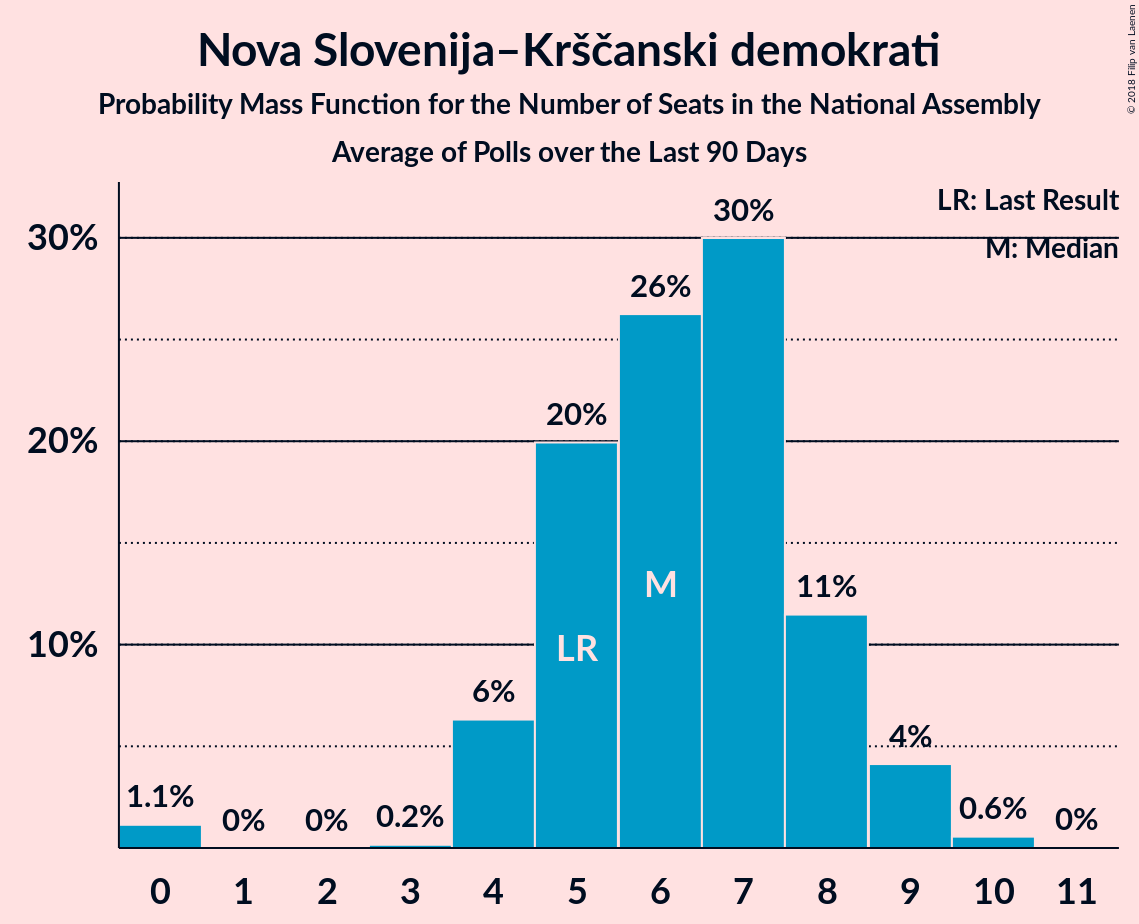 Nova Slovenija–Krščanski demokrati
Probability Mass Function for the Number of Seats in the National Assembly
Average of Polls over the Last 90 Days
© 2018 Filip van Laenen
LR: Last Result
M: Median
30%
20%
10%
1.1%
0%
0%
0.2%
6%
20%
26%
30%
11%
4%
0.6%
0%
LR
M
0 1 2 3 4 5 6 7 8 9 10 11